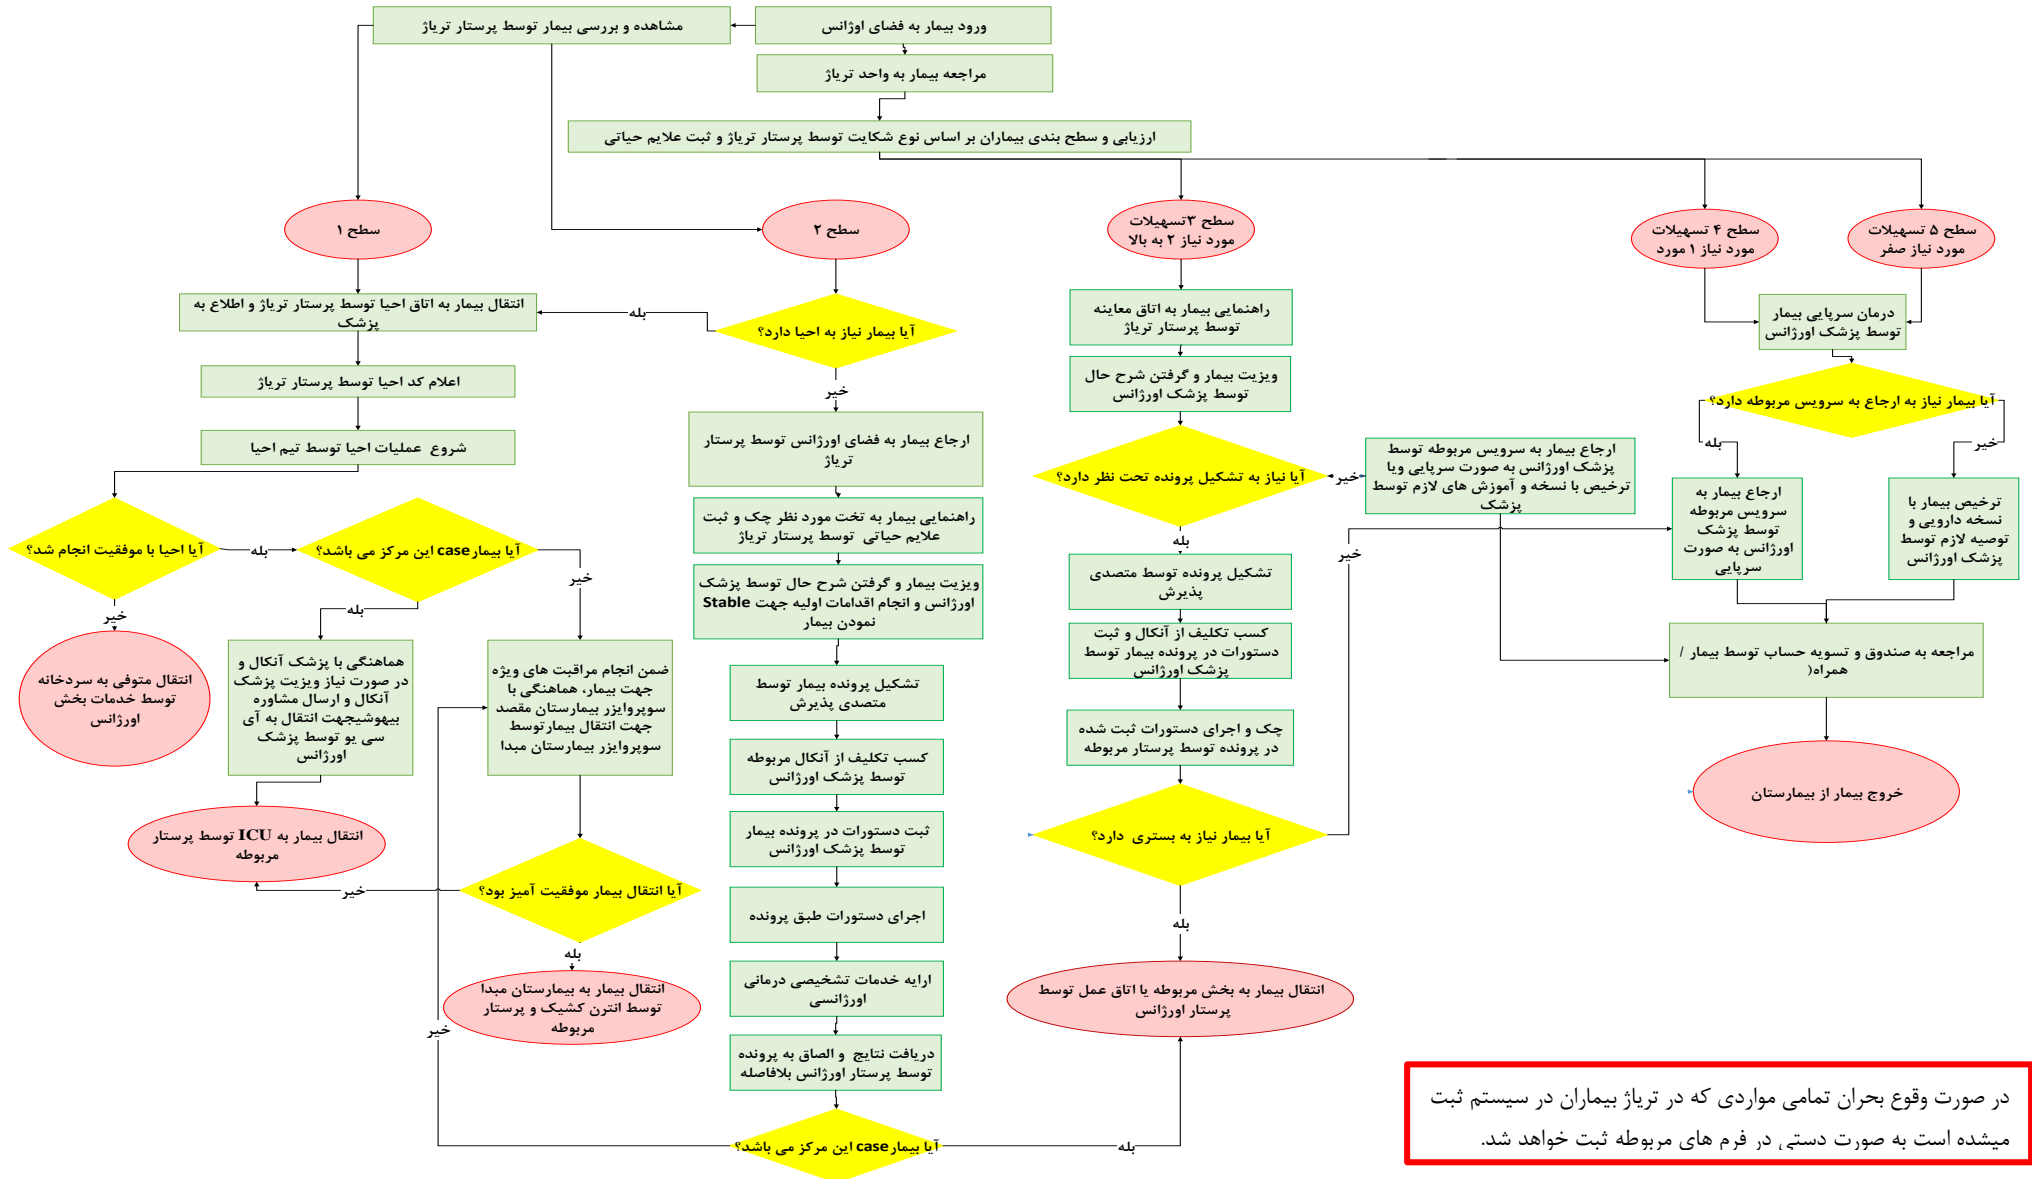 ورود بیمار به فضای اوژانس
مشاهده و بررسی بیمار توسط پرستار تریاژ
مراجعه بیمار به واحد تریاژ
ارزیابی و سطح بندی بیماران بر اساس نوع شکایت توسط پرستار تریاژ و ثبت علایم حیاتی
سطح ۵ تسهیلات
مورد نیاز صفر
سطح ۴ تسهیلات
مورد نیاز ۱ مورد
سطح ۳تسهیلات
مورد نیاز ۲ به بالا
سطح ۲
سطح ۱
درمان سرپایی بیمار
توسط پزشک اورژانس
آیا بیمار نیاز به ارجاع به سرویس مربوطه دارد؟
خیر
بله
ترخیص بیمار با
نسخه دارویی و
توصیه لازم توسط
پزشک اورژانس
ارجاع بیمار به
سرویس مربوطه
توسط پزشک
اورژانس به صورت
سرپایی
مراجعه به صندوق و تسویه حساب توسط بیمار /
همراه(
خروج بیمار از بیمارستان
راهنمایی بیمار به اتاق معاینه
توسط پرستار تریاژ
ویزیت بیمار و گرفتن شرح حال
توسط پزشک اورژانس
آیا نیاز به تشکیل پرونده تحت نظر دارد؟
خیر
ارجاع بیمار به سرویس مربوطه توسط
پزشک اورژانس به صورت سرپایی ویا
ترخیص با نسخه و آموزش های لازم توسط
پزشک
بله
تشکیل پرونده توسط متصدی
پذیرش
کسب تکلیف از آنکال و ثبت
دستورات در پرونده بیمار توسط
پزشک اورژانس
چک و اجرای دستورات ثبت شده
در پرونده توسط پرستار مربوطه
آیا بیمار نیاز به بستری دارد؟
خیر
بله
انتقال بیمار به بخش مربوطه یا اتاق عمل توسط
پرستار اورژانس
آیا بیمار نیاز به احیا دارد؟
بله
خیر
ارجاع بیمار به فضای اورژانس توسط پرستار
تریاژ
راهنمایی بیمار به تخت مورد نظر چک و ثبت
علایم حیاتی توسط پرستار تریاژ
ویزیت بیمار و گرفتن شرح حال توسط پزشک
اورژانس و انجام اقدامات اولیه جهت Stable
نمودن بیمار
تشکیل پرونده بیمار توسط
متصدی پذیرش
کسب تکلیف از آنکال مربوطه
توسط پزشک اورژانس
ثبت دستورات در پرونده بیمار
توسط پزشک اورژانس
اجرای دستورات طبق پرونده
ارایه خدمات تشخیصی درمانی
اورژانسی
دریافت نتایج و الصاق به پرونده
توسط پرستار اورژانس بلافاصله
آیا بیمار case این مرکز می باشد؟
بله
خیر
انتقال بیمار به اتاق احیا توسط پرستار تریاژ و اطلاع به
پزشک
اعلام کد احیا توسط پرستار تریاژ
شروع عملیات احیا توسط تیم احیا
آیا احیا با موفقیت انجام شد؟
بله
خیر
انتقال متوفی به سردخانه
توسط خدمات بخش
اورژانس
آیا بیمار case این مرکز می باشد؟
خیر
بله
هماهنگی با پزشک آنکال و
در صورت نیاز ویزیت پزشک
آنکال و ارسال مشاوره
بیهوشیجهت انتقال به آی
سی یو توسط پزشک
اورژانس
انتقال بیمار به ICU توسط پرستار
مربوطه
ضمن انجام مراقبت های ویژه
جهت بیمار، هماهنگی با
سوپروایزر بیمارستان مقصد
جهت انتقال بیمارتوسط
سوپروایزر بیمارستان مبدا
آیا انتقال بیمار موفقیت آمیز بود؟
خیر
بله
انتقال بیمار به بیمارستان مبدا
توسط انترن کشیک و پرستار
مربوطه
در صورت وقوع بحران تمامی مواردی که در تریاژ بیماران در سیستم ثبت
میشده است به صورت دستی در فرم های مربوطه ثبت خواهد شد.